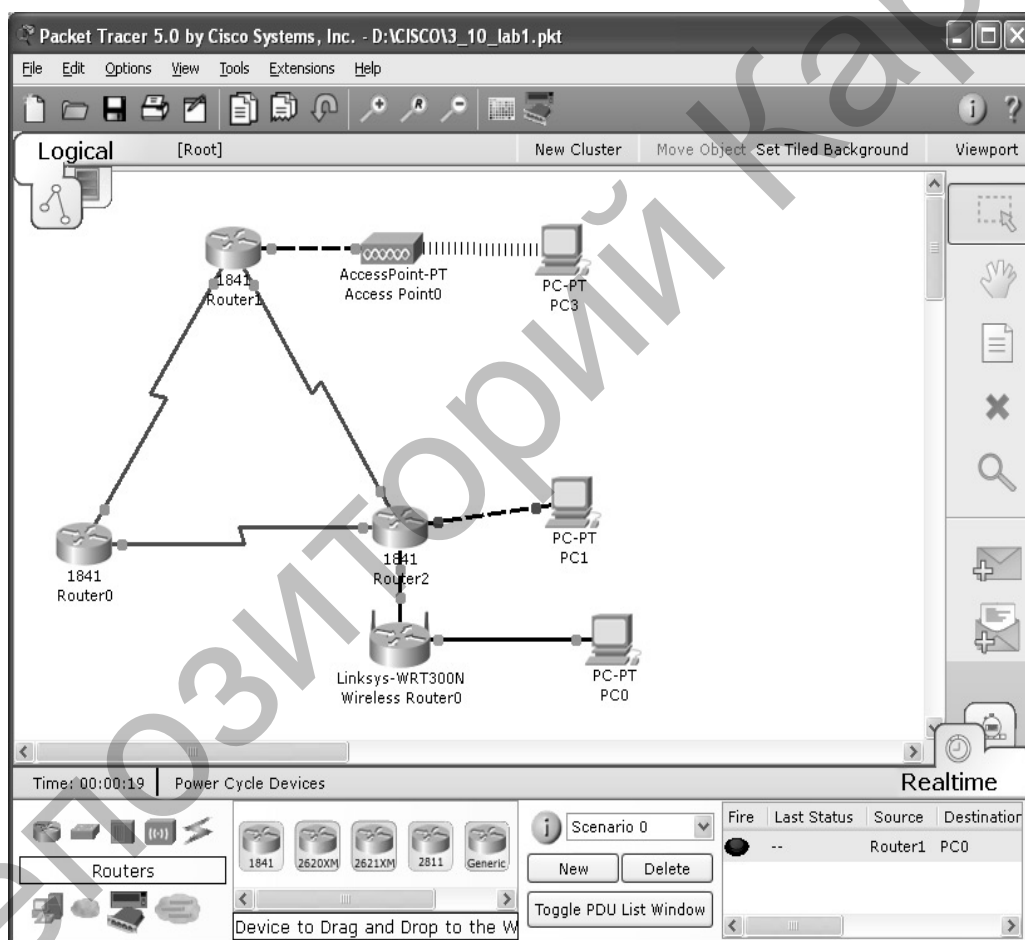 Packet Tracer 5.0 by Cisco Systems, Inc. - D:\CISCO\3_10_lab1.pkt
File Edit Options View Tools Extensions Help
Logical [Root] New Cluster Move Object Set Tiled Background Viewport
1841
Router1
AccessPoint-PT
Access Point0
PC-PT
PC3
1841
Router0
1841
Router2
PC-PT
PC1
Linksys-WRT300N
Wireless Router0
PC-PT
PC0
Time: 00:00:19 Power Cycle Devices Realtime
Routers
1841 2620XM 2621XM 2811 Generic
Device to Drag and Drop to the W
Scenario 0
New Delete
Toggle PDU List Window
Fire Last Status Source Destination
-- Router1 PC0
епозиторий Кар